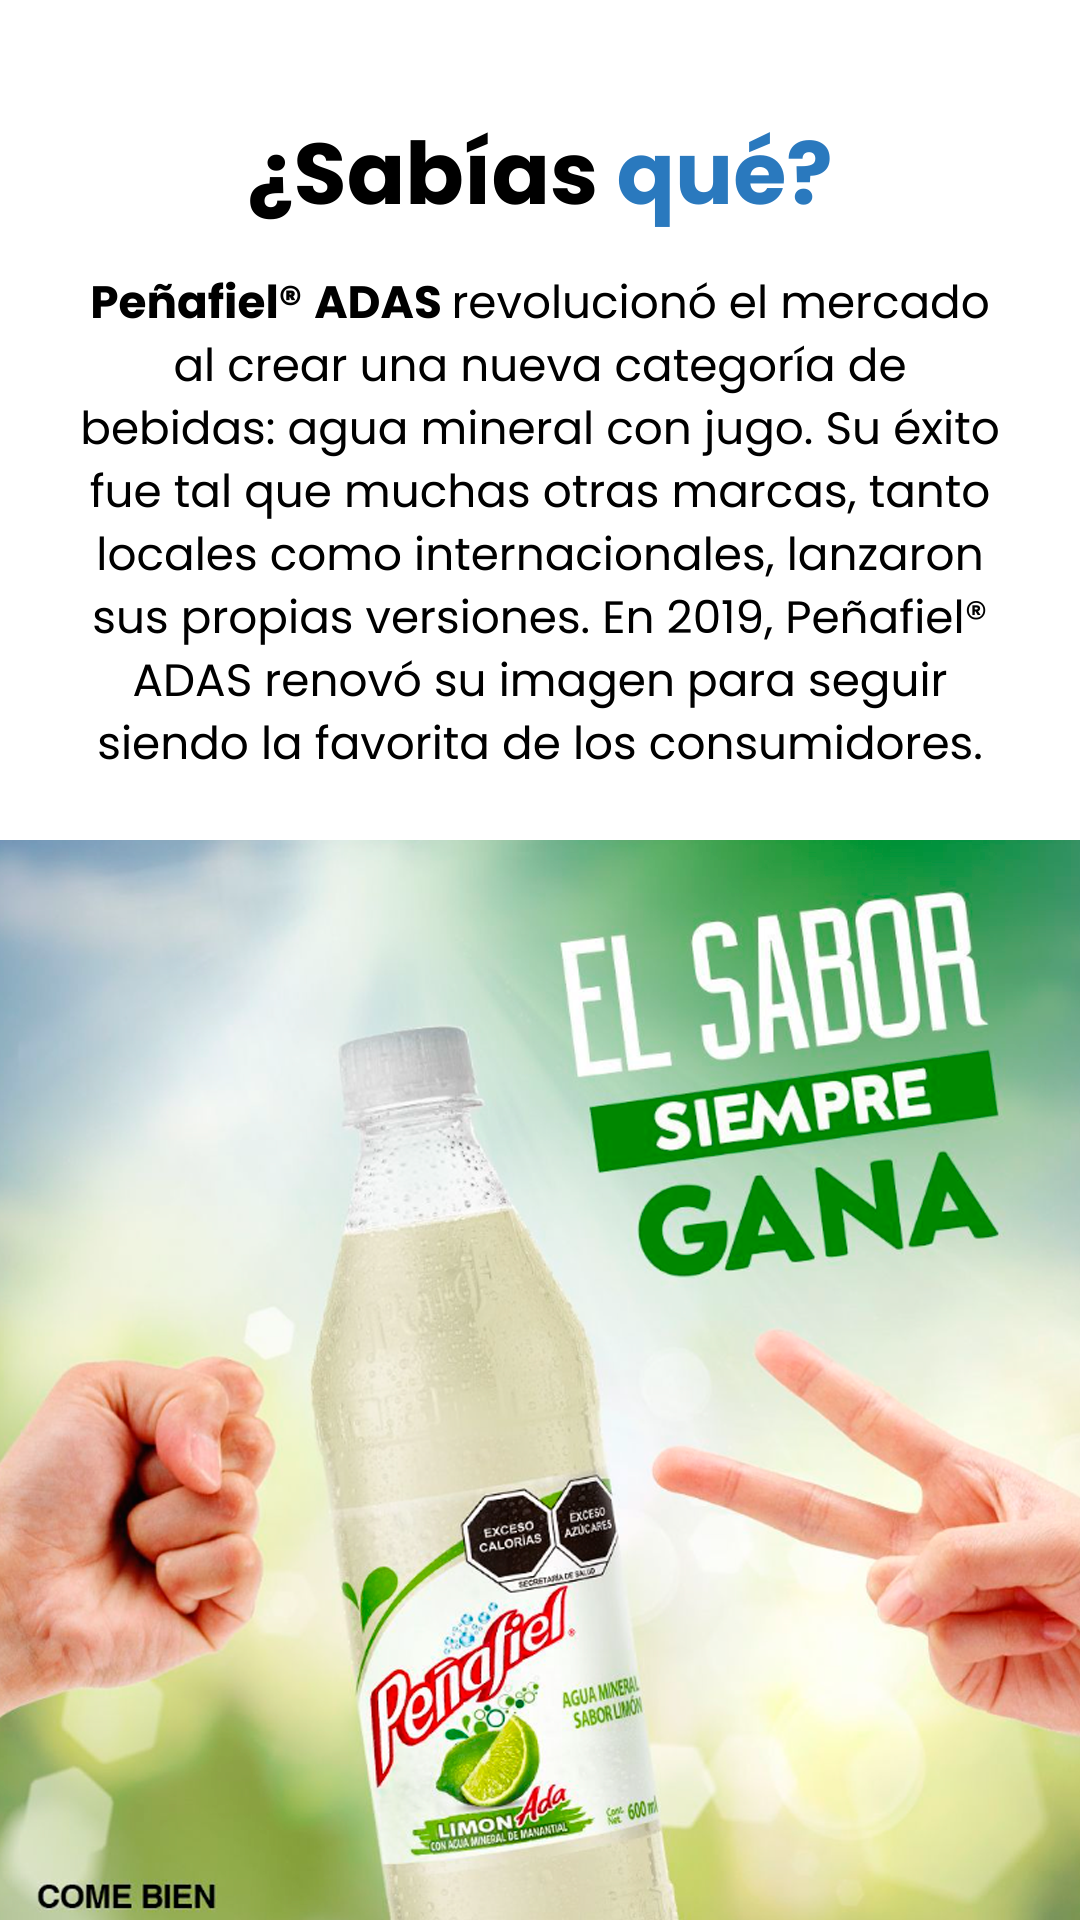 ¿Sabías qué?
Peñafiel® ADAS revolucionó el mercado
al crear una nueva categoría de
bebidas: agua mineral con jugo. Su éxito
fue tal que muchas otras marcas, tanto
locales como internacionales, lanzaron
sus propias versiones. En 2019, Peñafiel®
ADAS renovó su imagen para seguir
siendo la favorita de los consumidores.
EL SABOR
SIEMPRE
GANA
EXCESO
CALORÍAS
EXCESO
AZÚCARES
SECRETARÍA DE SALUD
Peñafiel®
AGUA MINERAL
SABOR LIMÓN
LIMONAda
CON AGUA MINERAL DE MANANTIAL
Cont.
Net. 600 ml
COME BIEN